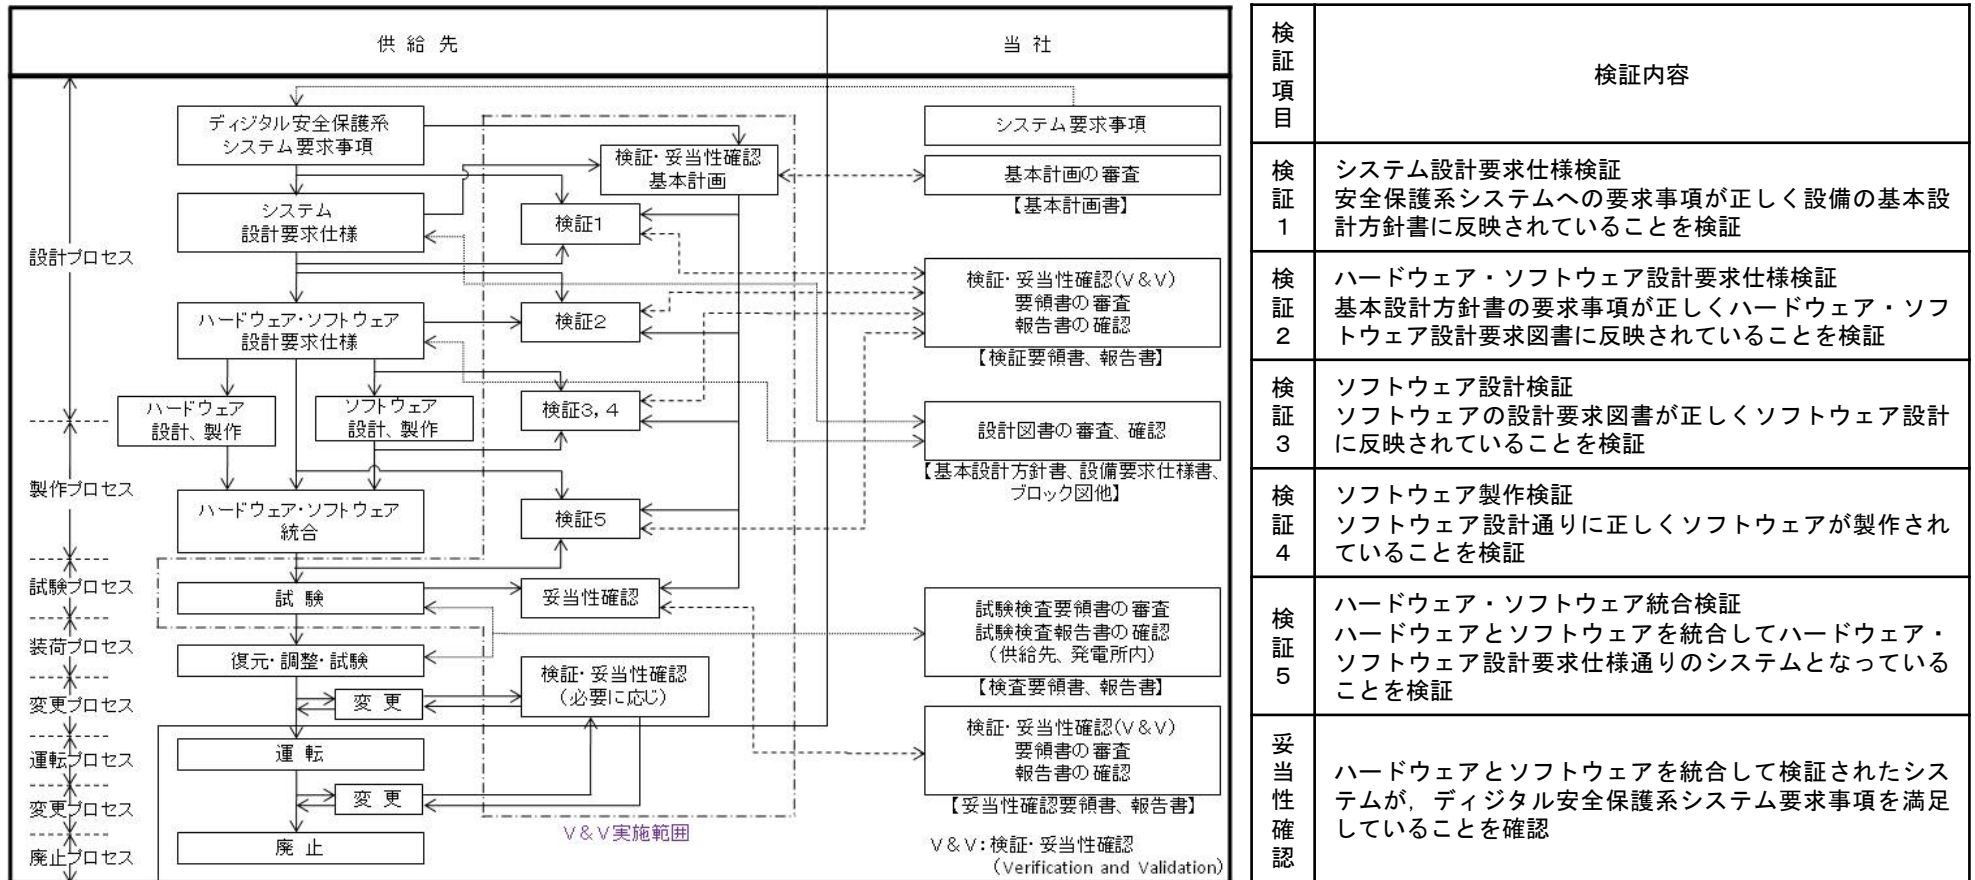 供 給 先
当 社
設計プロセス
製作プロセス
試験プロセス
装荷プロセス
変更プロセス
運転プロセス
変更プロセス
廃止プロセス
ディジタル安全保護系
システム要求事項
システム
設計要求仕様
ハードウェア・ソフトウェア
設計要求仕様
ハードウェア
設計、製作
ソフトウェア
設計、製作
ハードウェア・ソフトウェア
統合
試 験
復元・調整・試験
変 更
運 転
変 更
廃 止
検証・妥当性確認
基本計画
検証1
検証2
検証3,4
検証5
妥当性確認
検証・妥当性確認
(必要に応じ)
V&V実施範囲
システム要求事項
基本計画の審査
【基本計画書】
検証・妥当性確認(V&V)
要領書の審査
報告書の確認
【検証要領書、報告書】
設計図書の審査、確認
【基本設計方針書、設備要求仕様書、
ブロック図他】
試験検査要領書の審査
試験検査報告書の確認
(供給先、発電所内)
【検査要領書、報告書】
検証・妥当性確認(V&V)
要領書の審査
報告書の確認
【妥当性確認要領書、報告書】
V&V:検証・妥当性確認
(Verification and Validation)
検証項目
検証内容
検証1
システム設計要求仕様検証
安全保護系システムへの要求事項が正しく設備の基本設
計方針書に反映されていることを検証
検証2
ハードウェア・ソフトウェア設計要求仕様検証
基本設計方針書の要求事項が正しくハードウェア・ソフ
トウェア設計要求図書に反映されていることを検証
検証3
ソフトウェア設計検証
ソフトウェアの設計要求図書が正しくソフトウェア設計
に反映されていることを検証
検証4
ソフトウェア製作検証
ソフトウェア設計通りに正しくソフトウェアが製作され
ていることを検証
検証5
ハードウェア・ソフトウェア統合検証
ハードウェアとソフトウェアを統合してハードウェア・
ソフトウェア設計要求仕様通りのシステムとなっている
ことを検証
妥当性確認
ハードウェアとソフトウェアを統合して検証されたシス
テムが，ディジタル安全保護系システム要求事項を満足
していることを確認